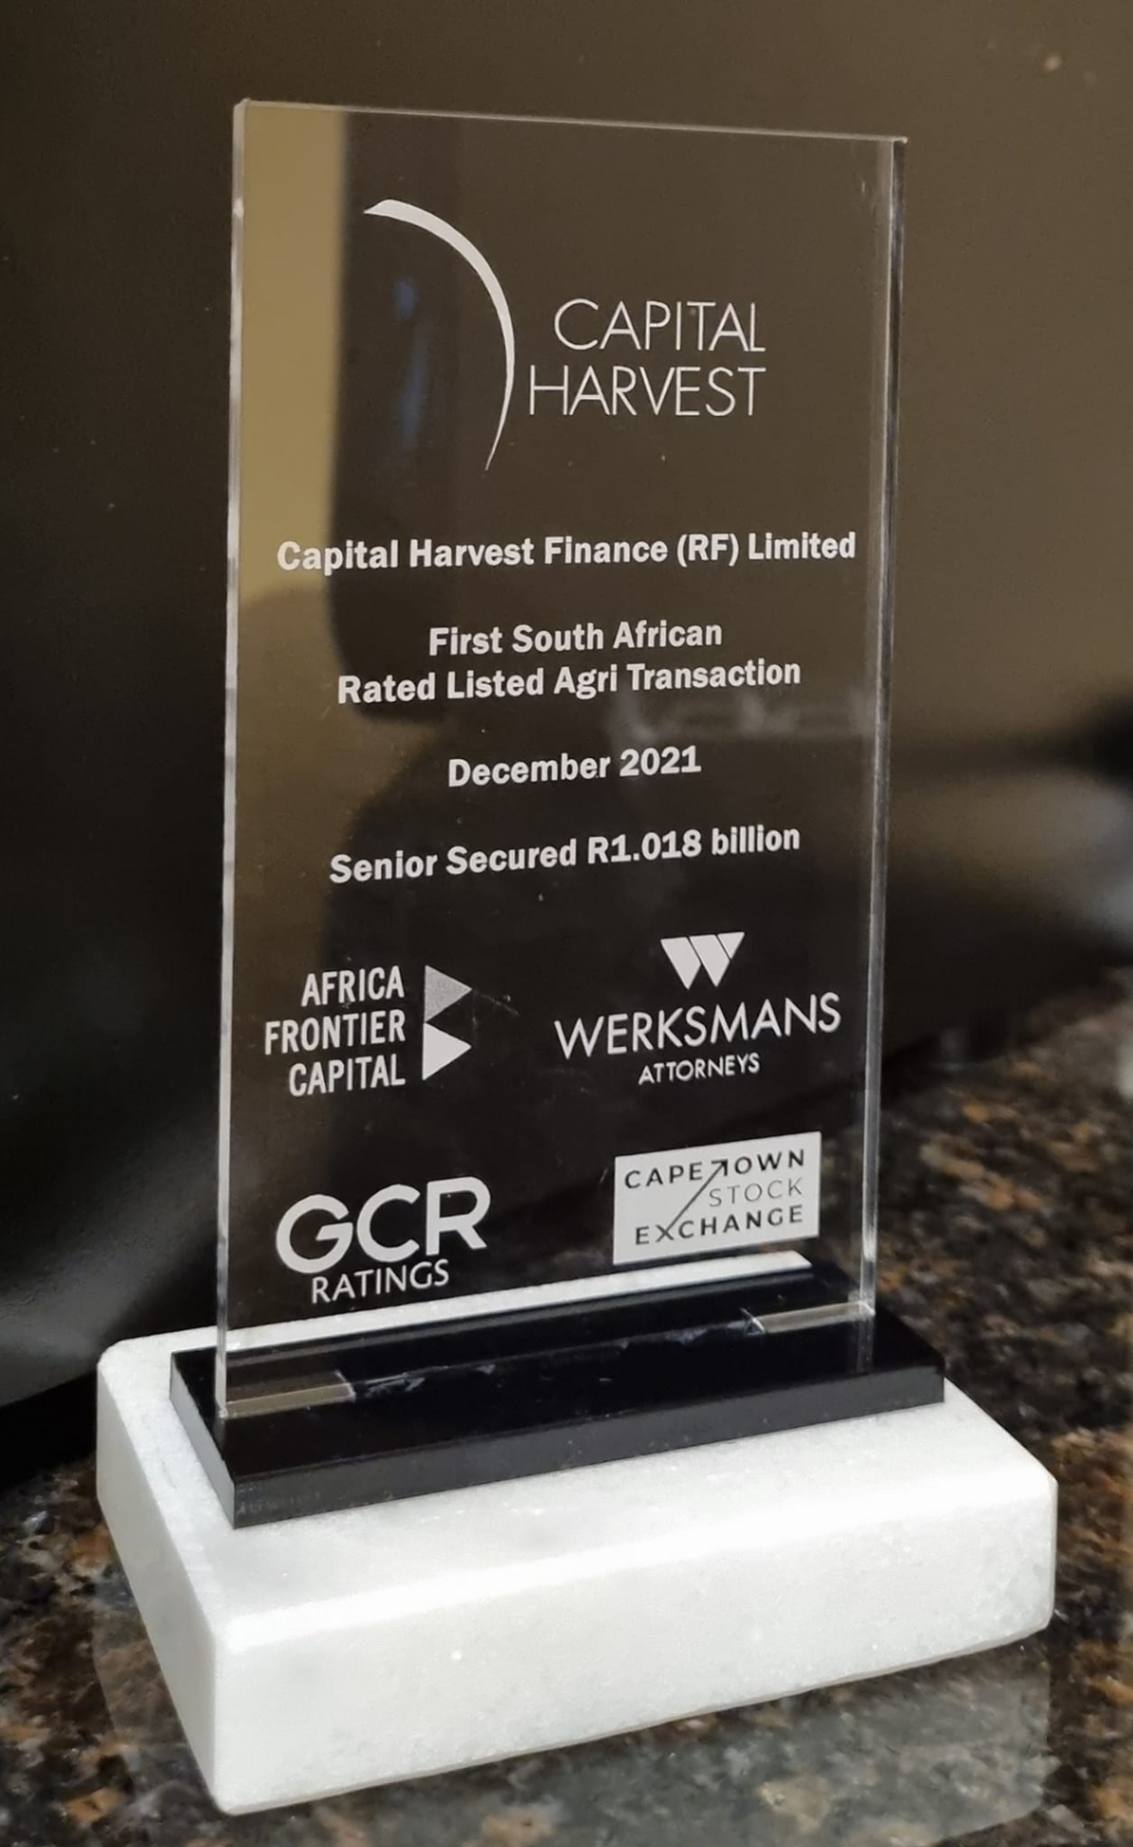 CAPITAL
HARVEST
Capital Harvest Finance (RF) Limited
First South African
Rated Listed Agri Transaction
December 2021
Senior Secured R1.018 billion
AFRICA
FRONTIER
CAPITAL
WERKSMANS
ATTORNEYS
GCR
RATINGS
CAPE TOWN
STOCK
EXCHANGE